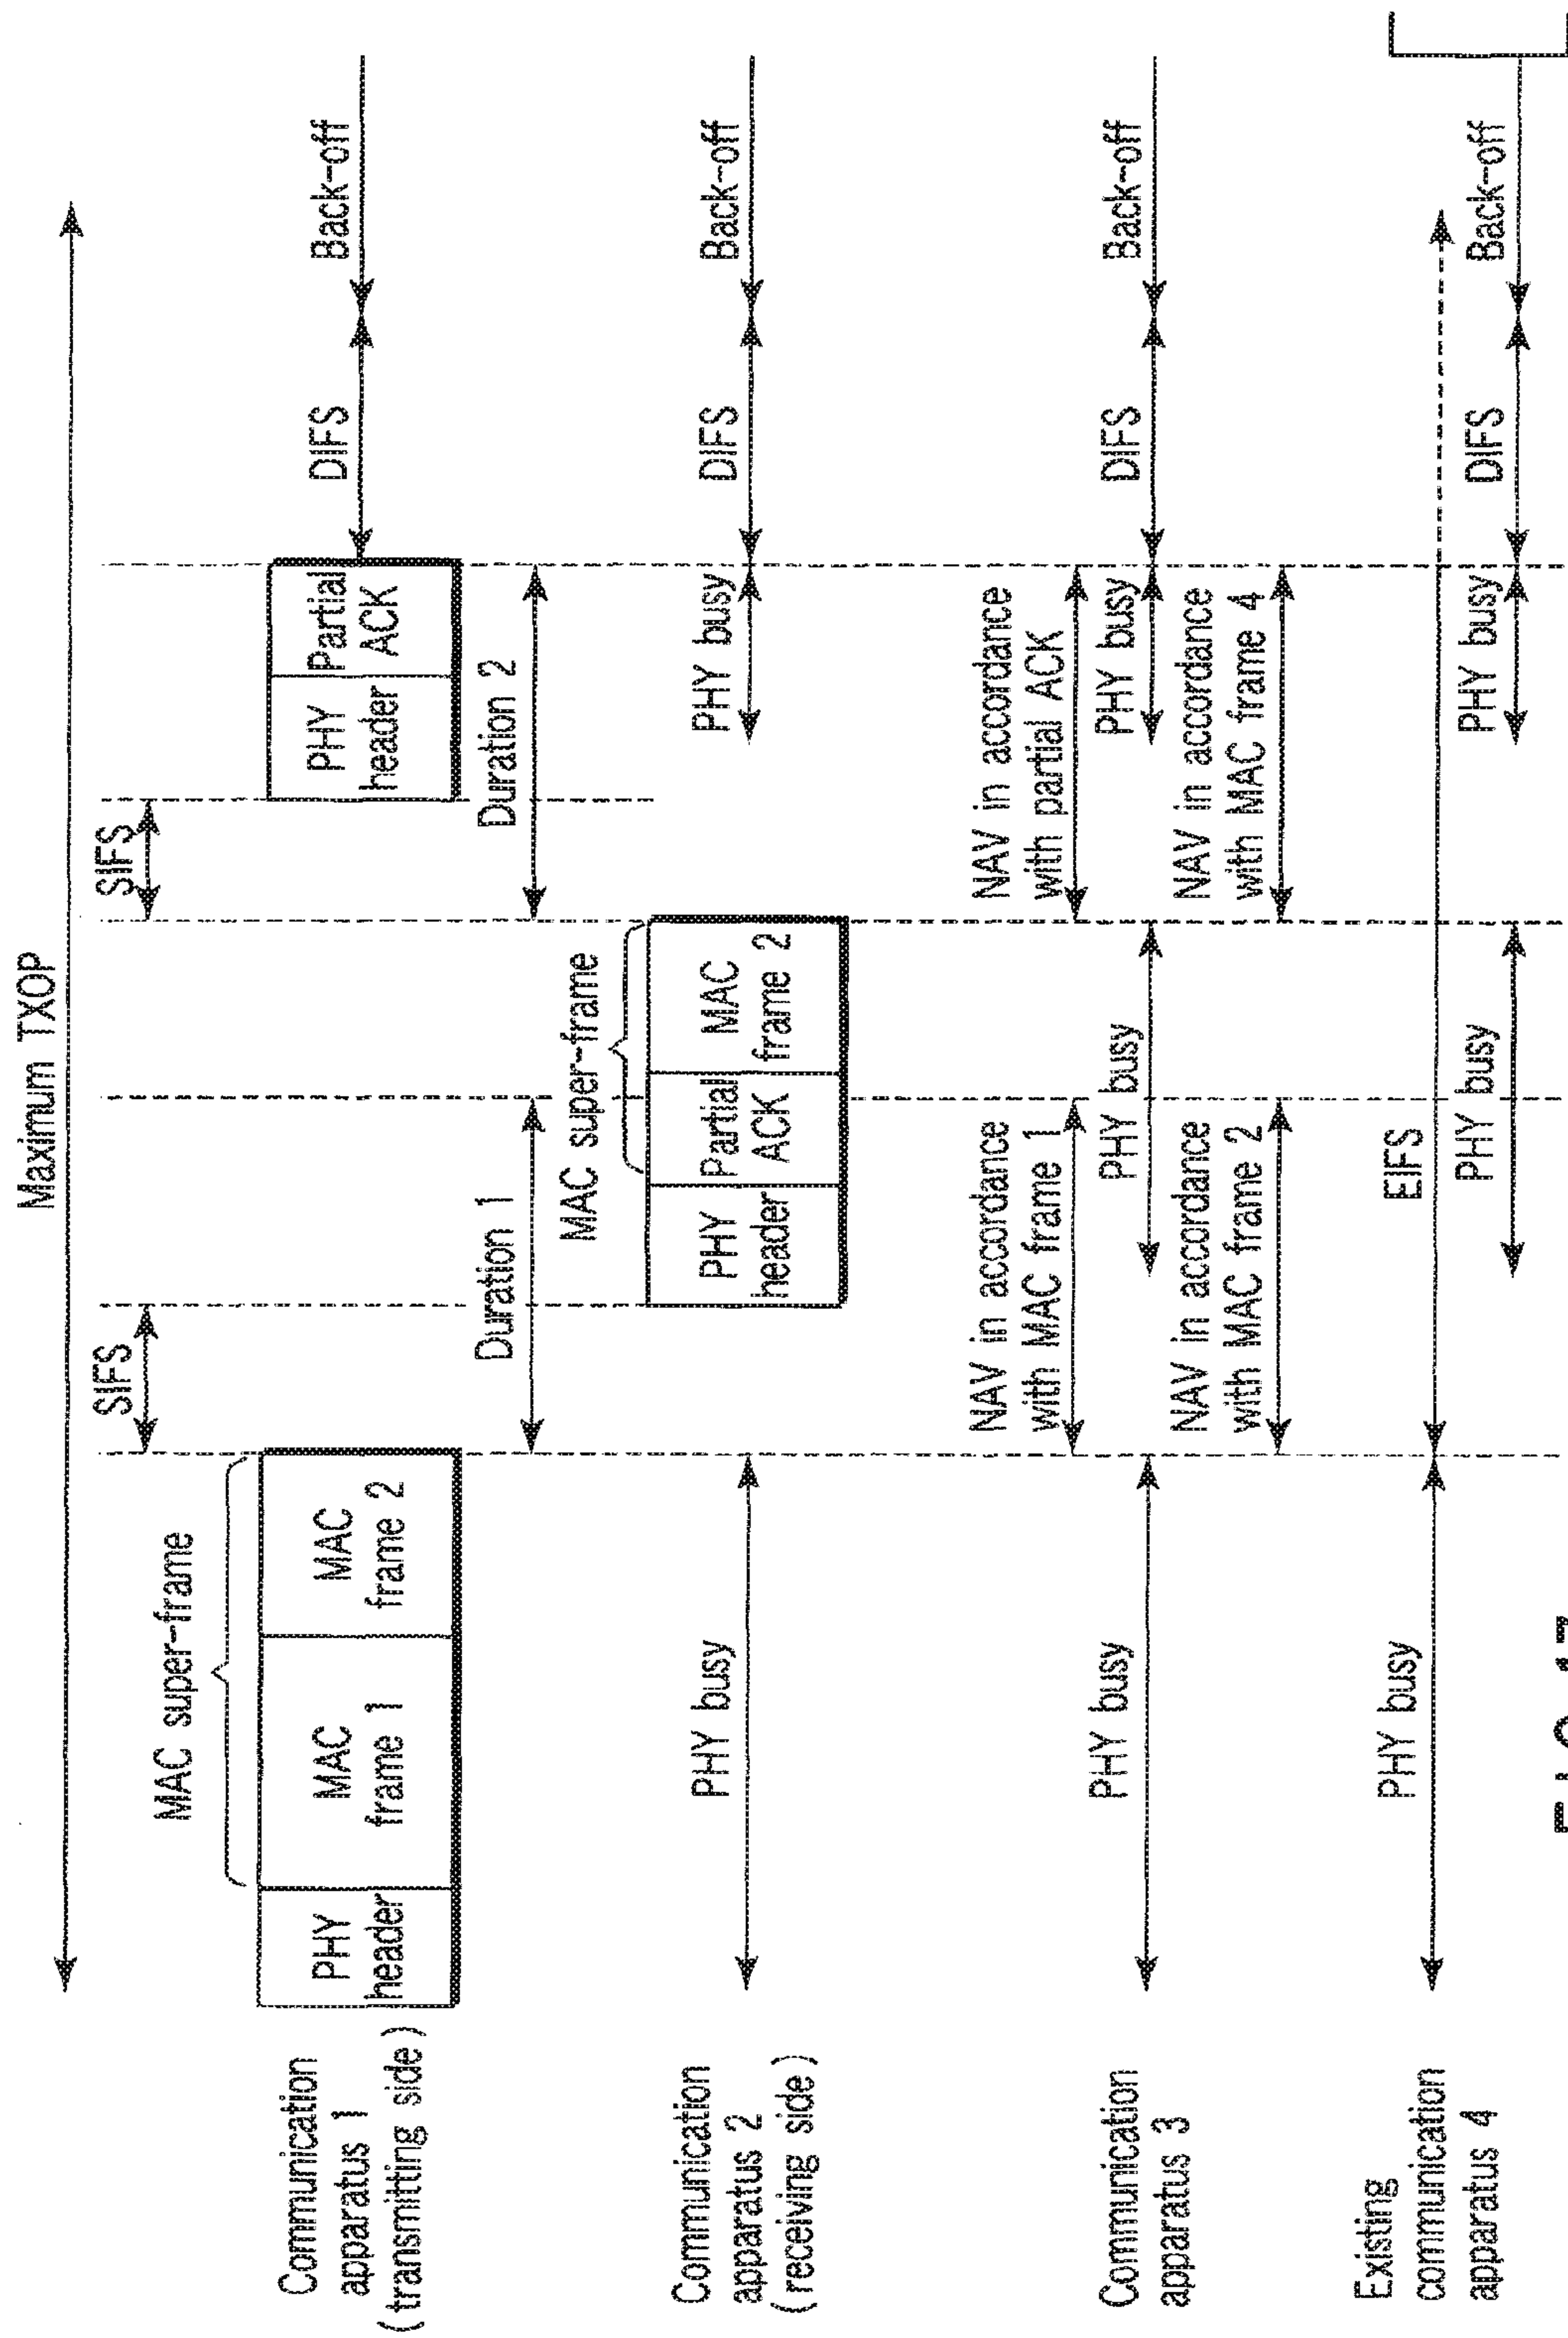 Maximum TXOP
SIFS
SIFS
Communication
apparatus 1
(transmitting side)
MAC super-frame
PHY
header
MAC
frame 1
MAC
frame 2
Duration 1
PHY
header
Partial
ACK
Duration 2
DIFS
Back-off
Communication
apparatus 2
(receiving side)
PHY busy
MAC super-frame
PHY
header
Partial
ACK
MAC
frame 2
PHY busy
DIFS
Back-off
Communication
apparatus 3
PHY busy
NAV in accordance
with MAC frame 1
PHY busy
NAV in accordance
with MAC frame 2
NAV in accordance
with partial ACK
PHY busy
NAV in accordance
with MAC frame 4
DIFS
Back-off
Existing
communication
apparatus 4
PHY busy
EIFS
PHY busy
PHY busy
DIFS
Back-off